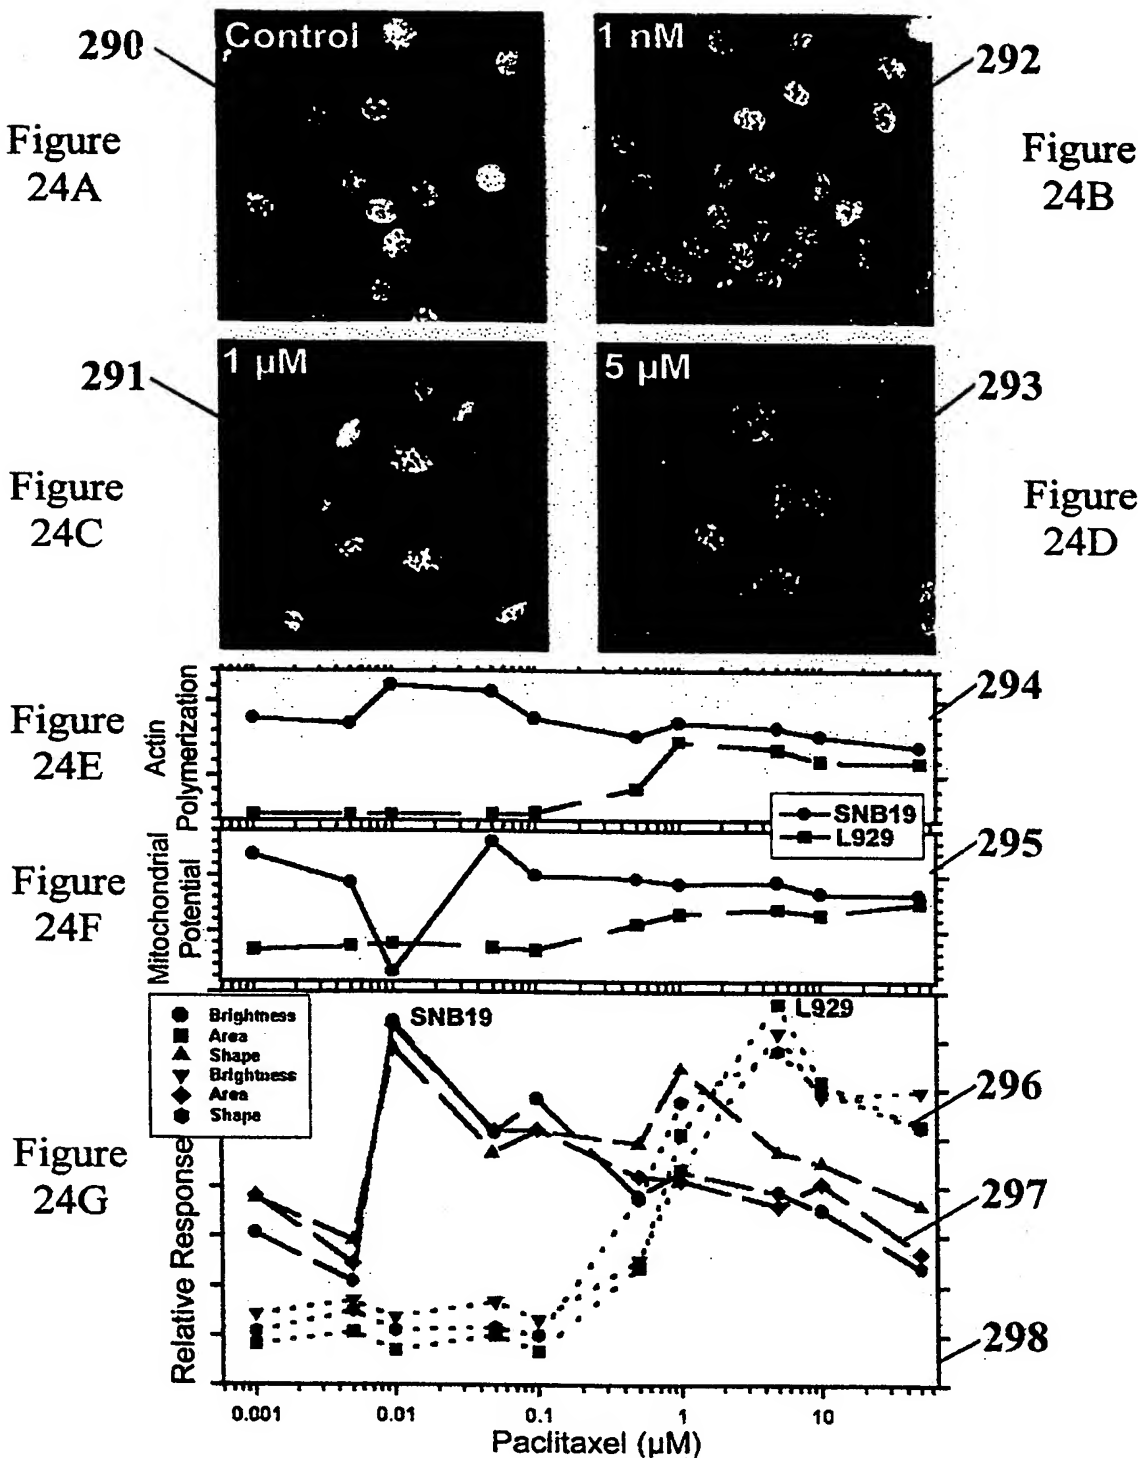 290
Control
1 nM
292
Figure
24A
Figure
24B
291
1 µM
5 µM
293
Figure
24C
Figure
24D
Figure
24E
Actin
Polymerization
294
SNB19
L929
Figure
24F
Mitochondrial
Potential
295
Brightness
Area
Shape
Brightness
Area
Shape
SNB19
L929
296
Figure
24G
Relative Response
297
298
0.001
0.01
0.1
1
10
Paclitaxel (µM)